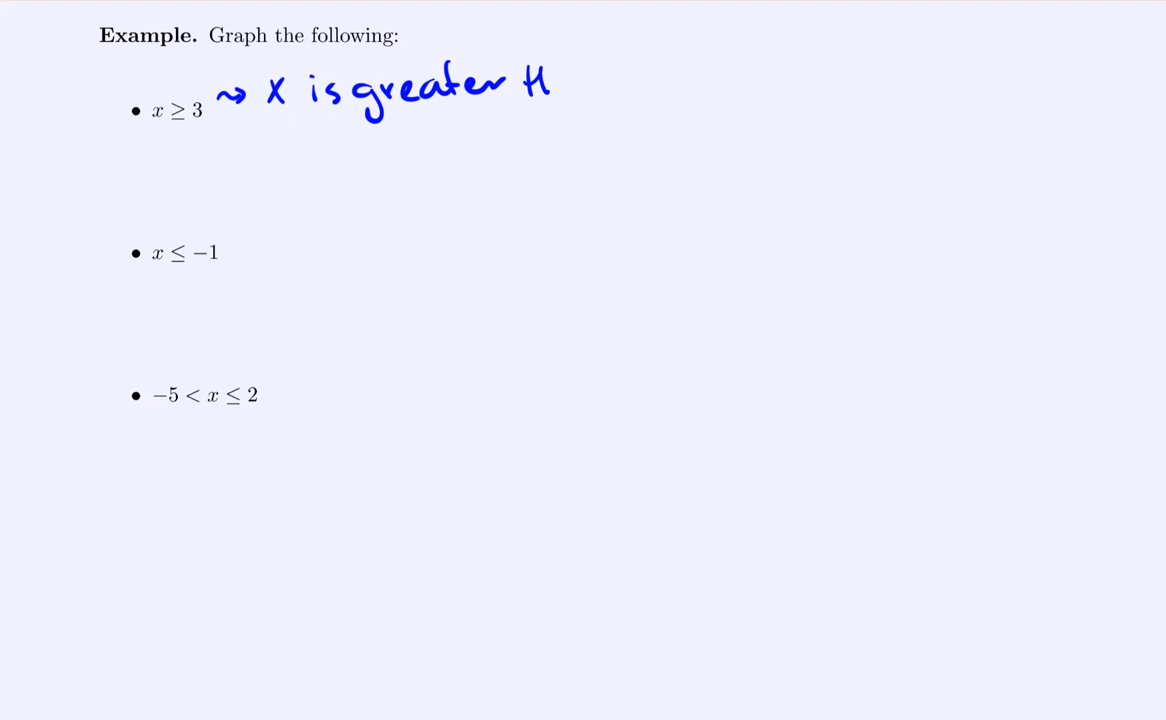 Example. Graph the following:
• x ≥ 3 ⇝ x is greater th
• x ≤ −1
• −5 < x ≤ 2